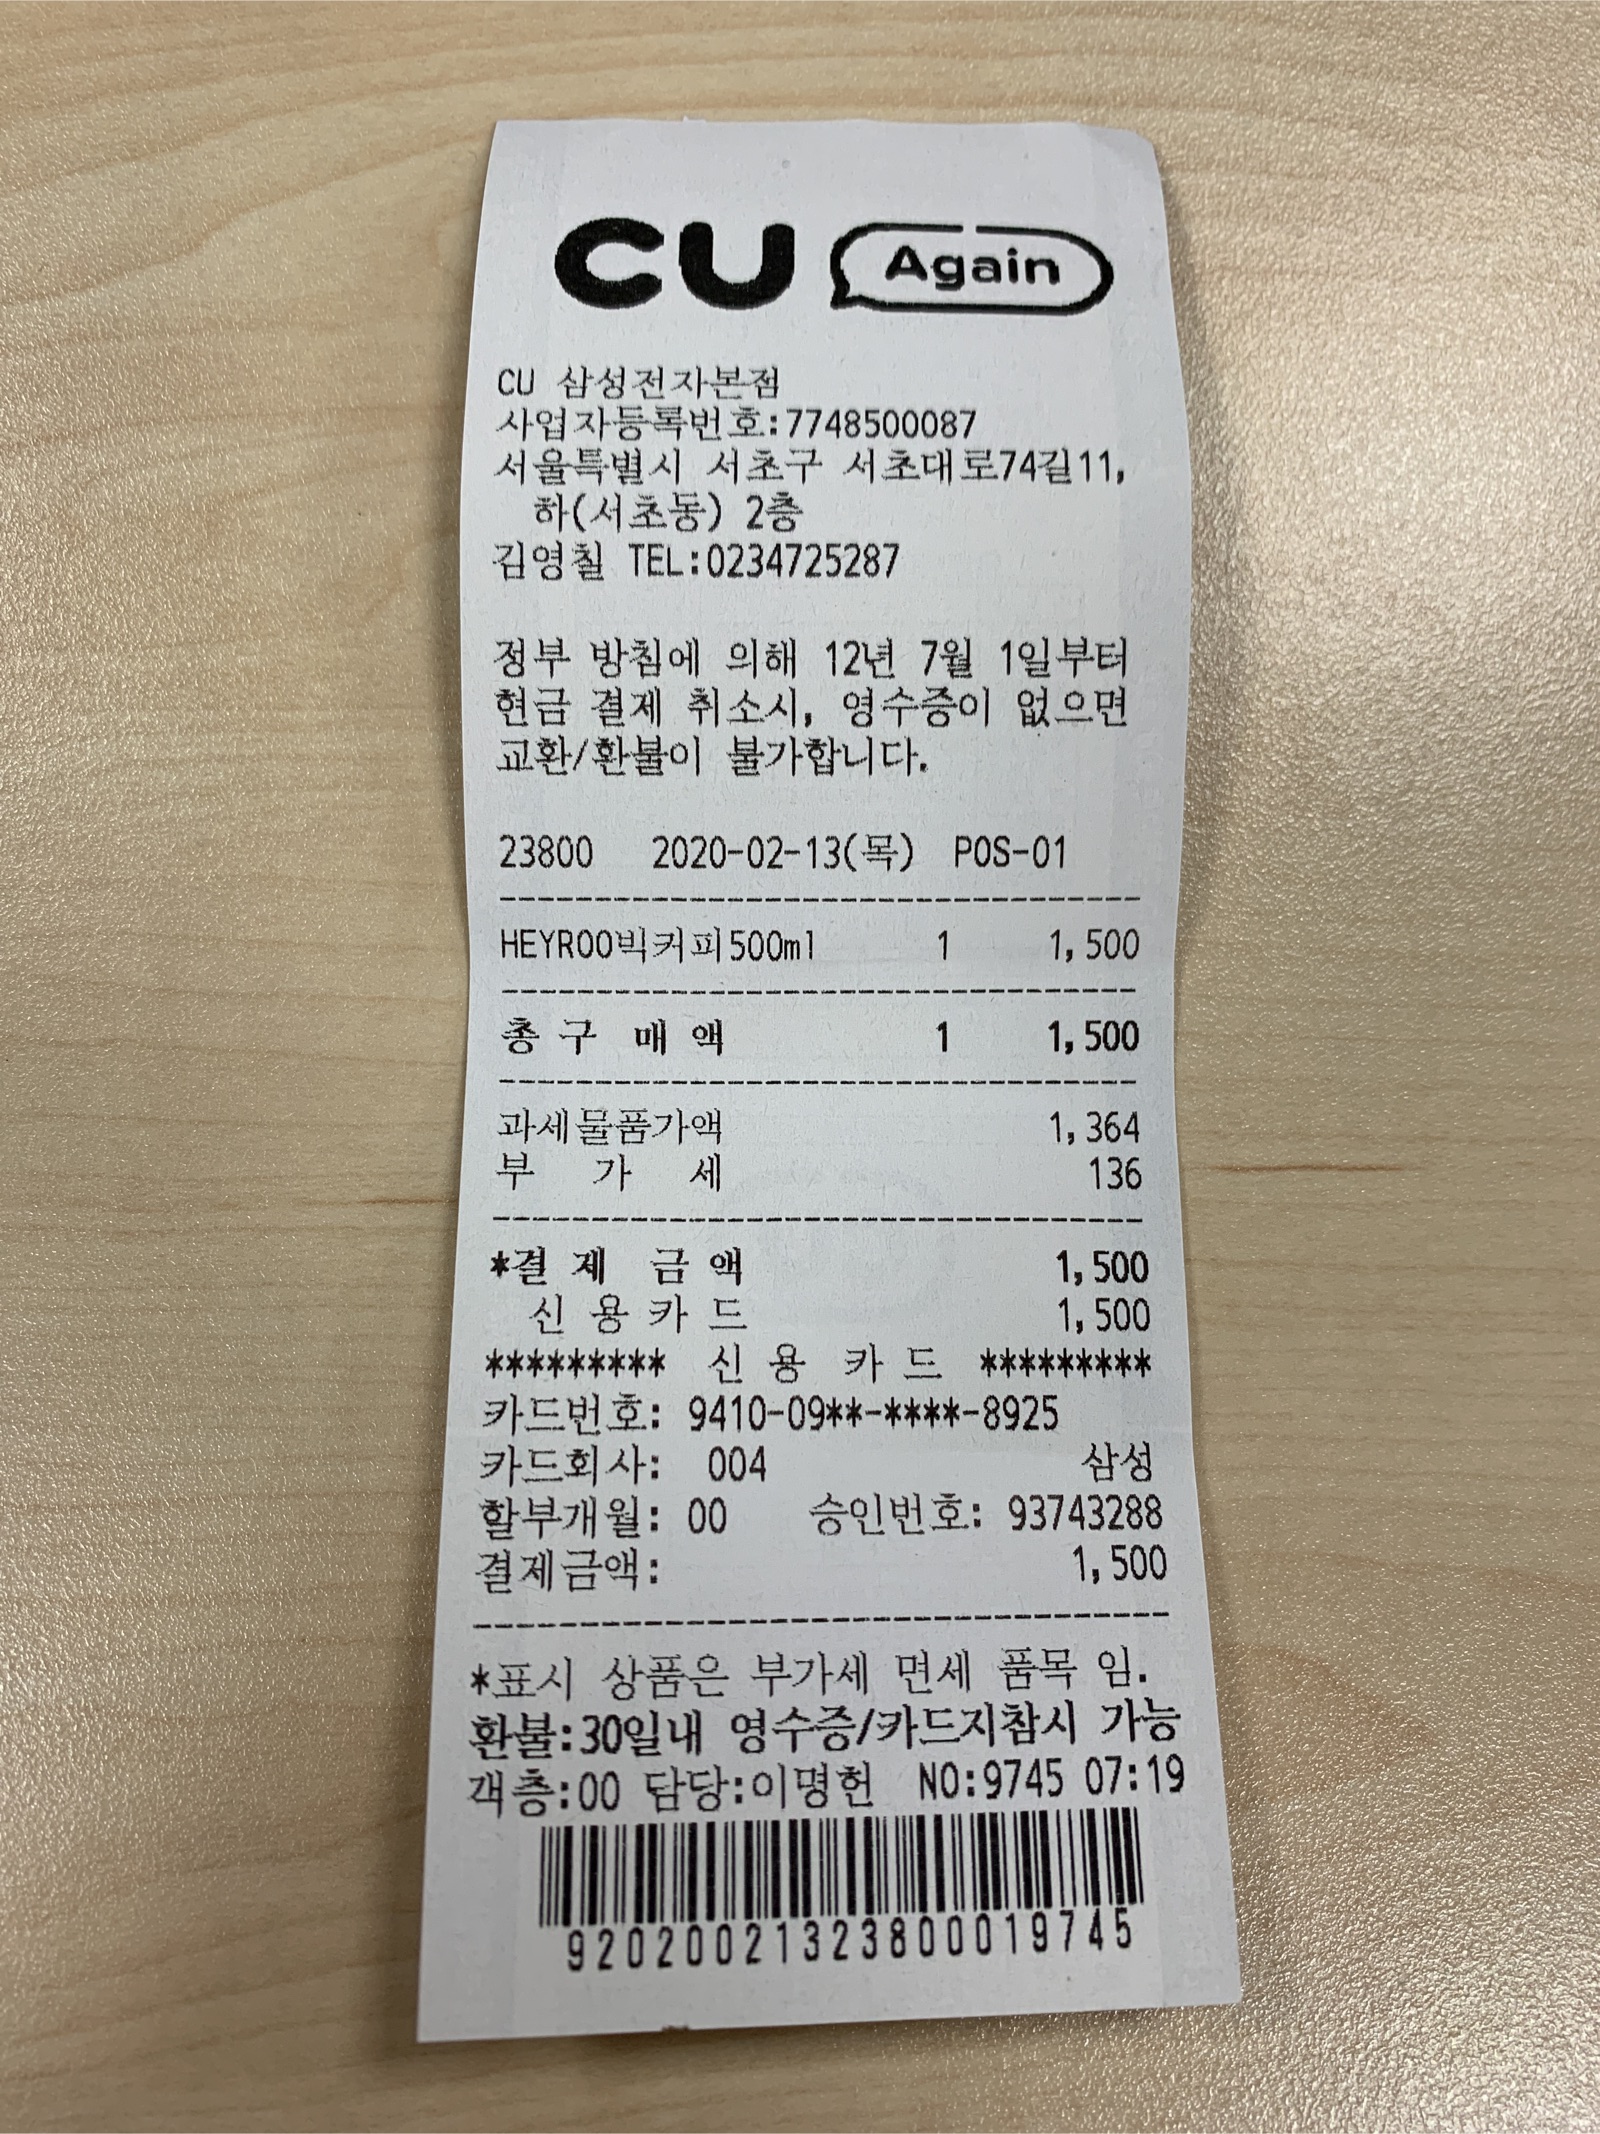 CU Again
CU 삼성전자본점
사업자등록번호:7748500087
서울특별시 서초구 서초대로74길11,
하(서초동) 2층
김영칠 TEL:0234725287
정부 방침에 의해 12년 7월 1일부터
현금 결제 취소시, 영수증이 없으면
교환/환불이 불가합니다.
23800 2020-02-13(목) POS-01
HEYROO빅커피500ml 1 1,500
총 구 매 액 1 1,500
과세물품가액 1,364
부 가 세 136
*결 제 금 액 1,500
신 용 카 드 1,500
********* 신 용 카 드 *********
카드번호: 9410-09**-****-8925
카드회사: 004 삼성
할부개월: 00 승인번호: 93743288
결제금액: 1,500
*표시 상품은 부가세 면세 품목 임.
환불:30일내 영수증/카드지참시 가능
객층:00 담당:이명헌 NO:9745 07:19
92020021323800019745